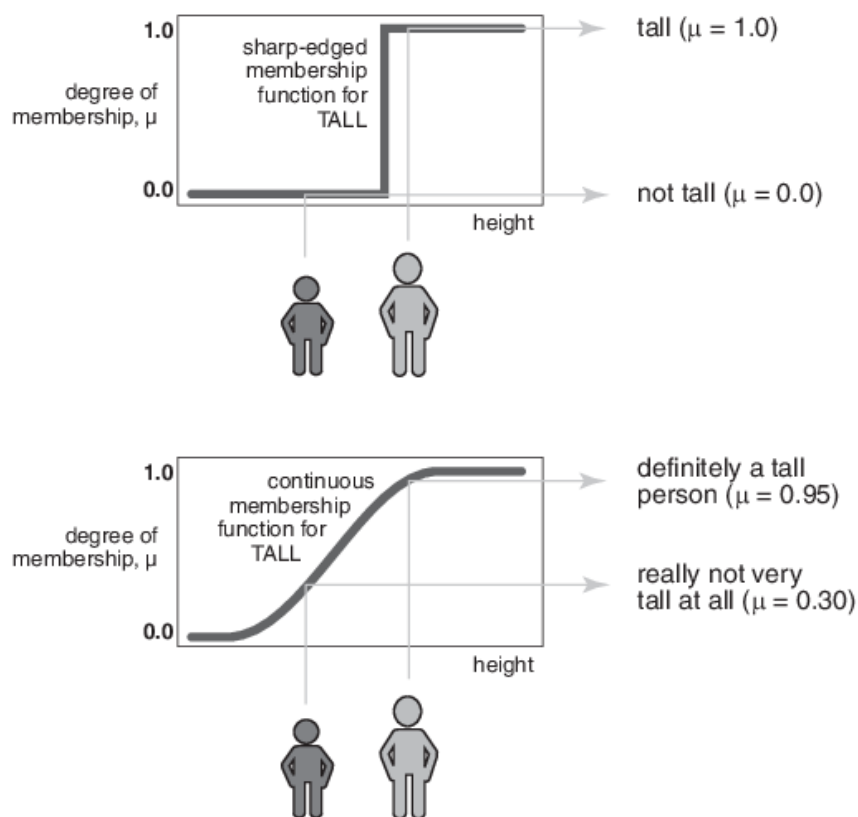 1.0
sharp-edged
membership
function for
TALL
degree of
membership, μ
0.0
height
tall (μ = 1.0)
not tall (μ = 0.0)
1.0
continuous
membership
function for
TALL
degree of
membership, μ
0.0
height
definitely a tall
person (μ = 0.95)
really not very
tall at all (μ = 0.30)